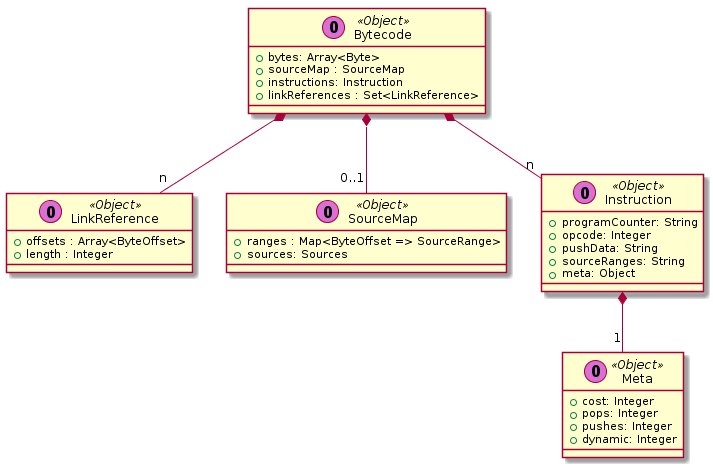 O «Object»
Bytecode
bytes: Array<Byte>
sourceMap : SourceMap
instructions: Instruction
linkReferences : Set<LinkReference>
n
0..1
n
O «Object»
LinkReference
offsets : Array<ByteOffset>
length : Integer
O «Object»
SourceMap
ranges : Map<ByteOffset => SourceRange>
sources: Sources
O «Object»
Instruction
programCounter: String
opcode: Integer
pushData: String
sourceRanges: String
meta: Object
1
O «Object»
Meta
cost: Integer
pops: Integer
pushes: Integer
dynamic: Integer